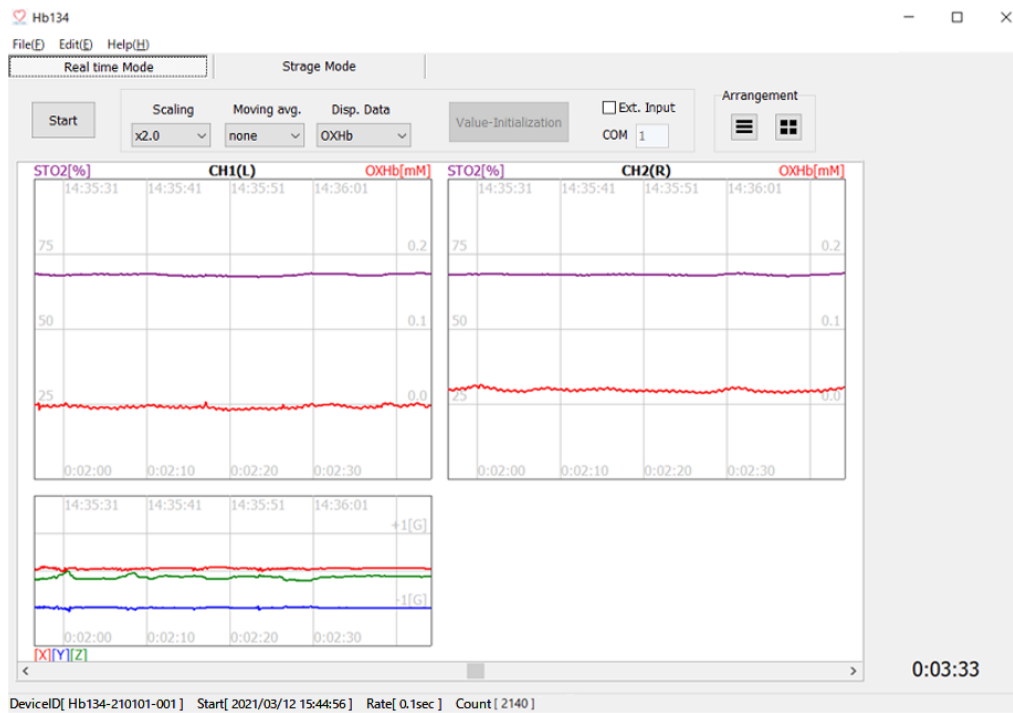 Hb134
File(F) Edit(E) Help(H)
Real time Mode Strage Mode
Start
Scaling Moving avg. Disp. Data
x2.0 none OXHb
Value-Initialization
Ext. Input
COM 1
Arrangement
STO2[%] CH1(L) OXHb[mM]
14:35:31 14:35:41 14:35:51 14:36:01
75 0.2
50 0.1
25 0.0
0:02:00 0:02:10 0:02:20 0:02:30
STO2[%] CH2(R) OXHb[mM]
14:35:31 14:35:41 14:35:51 14:36:01
75 0.2
50 0.1
25 0.0
0:02:00 0:02:10 0:02:20 0:02:30
14:35:31 14:35:41 14:35:51 14:36:01
+1[G]
-1[G]
0:02:00 0:02:10 0:02:20 0:02:30
[X][Y][Z]
0:03:33
DeviceID[ Hb134-210101-001 ] Start[ 2021/03/12 15:44:56 ] Rate[ 0.1sec ] Count [ 2140 ]